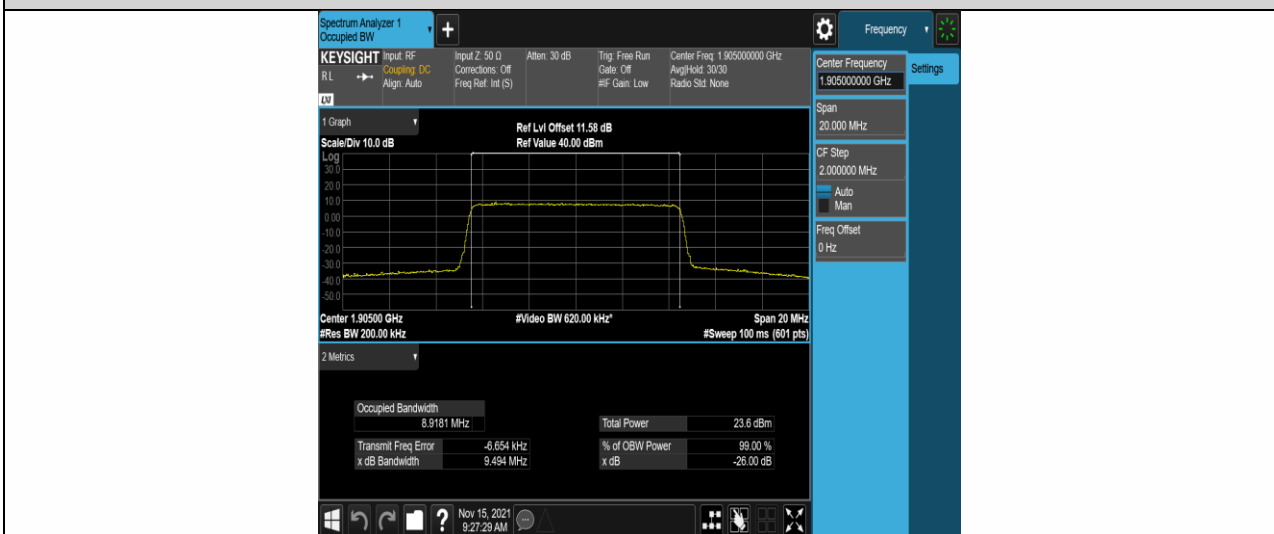 Spectrum Analyzer 1
Occupied BW
Frequency
KEYSIGHT
R L
LXI
Input: RF
Coupling: DC
Align: Auto
Input Z: 50 Ω
Corrections: Off
Freq Ref: Int (S)
Atten: 30 dB
Trig: Free Run
Gate: Off
#IF Gain: Low
Center Freq: 1.905000000 GHz
Avg|Hold: 30/30
Radio Std: None
Center Frequency
1.905000000 GHz
Settings
Span
20.000 MHz
CF Step
2.000000 MHz
Auto
Man
Freq Offset
0 Hz
1 Graph
Scale/Div 10.0 dB
Ref Lvl Offset 11.58 dB
Ref Value 40.00 dBm
Log
30.0
20.0
10.0
0.00
-10.0
-20.0
-30.0
-40.0
-50.0
Center 1.90500 GHz
#Video BW 620.00 kHz*
Span 20 MHz
#Res BW 200.00 kHz
#Sweep 100 ms (601 pts)
2 Metrics
Occupied Bandwidth
8.9181 MHz
Total Power 23.6 dBm
Transmit Freq Error -6.654 kHz
% of OBW Power 99.00 %
x dB Bandwidth 9.494 MHz
x dB -26.00 dB
Nov 15, 2021
9:27:29 AM